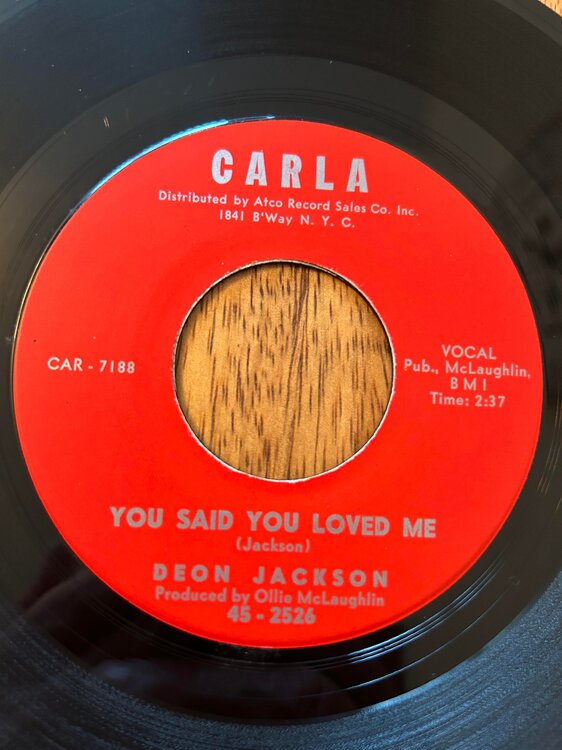 CARLA
Distributed by Atco Record Sales Co. Inc.
1841 B'Way N. Y. C.
CAR - 7188
VOCAL
Pub., McLaughlin,
BMI
Time: 2:37
YOU SAID YOU LOVED ME
(Jackson)
DEON JACKSON
Produced by Ollie McLaughlin
45 - 2526